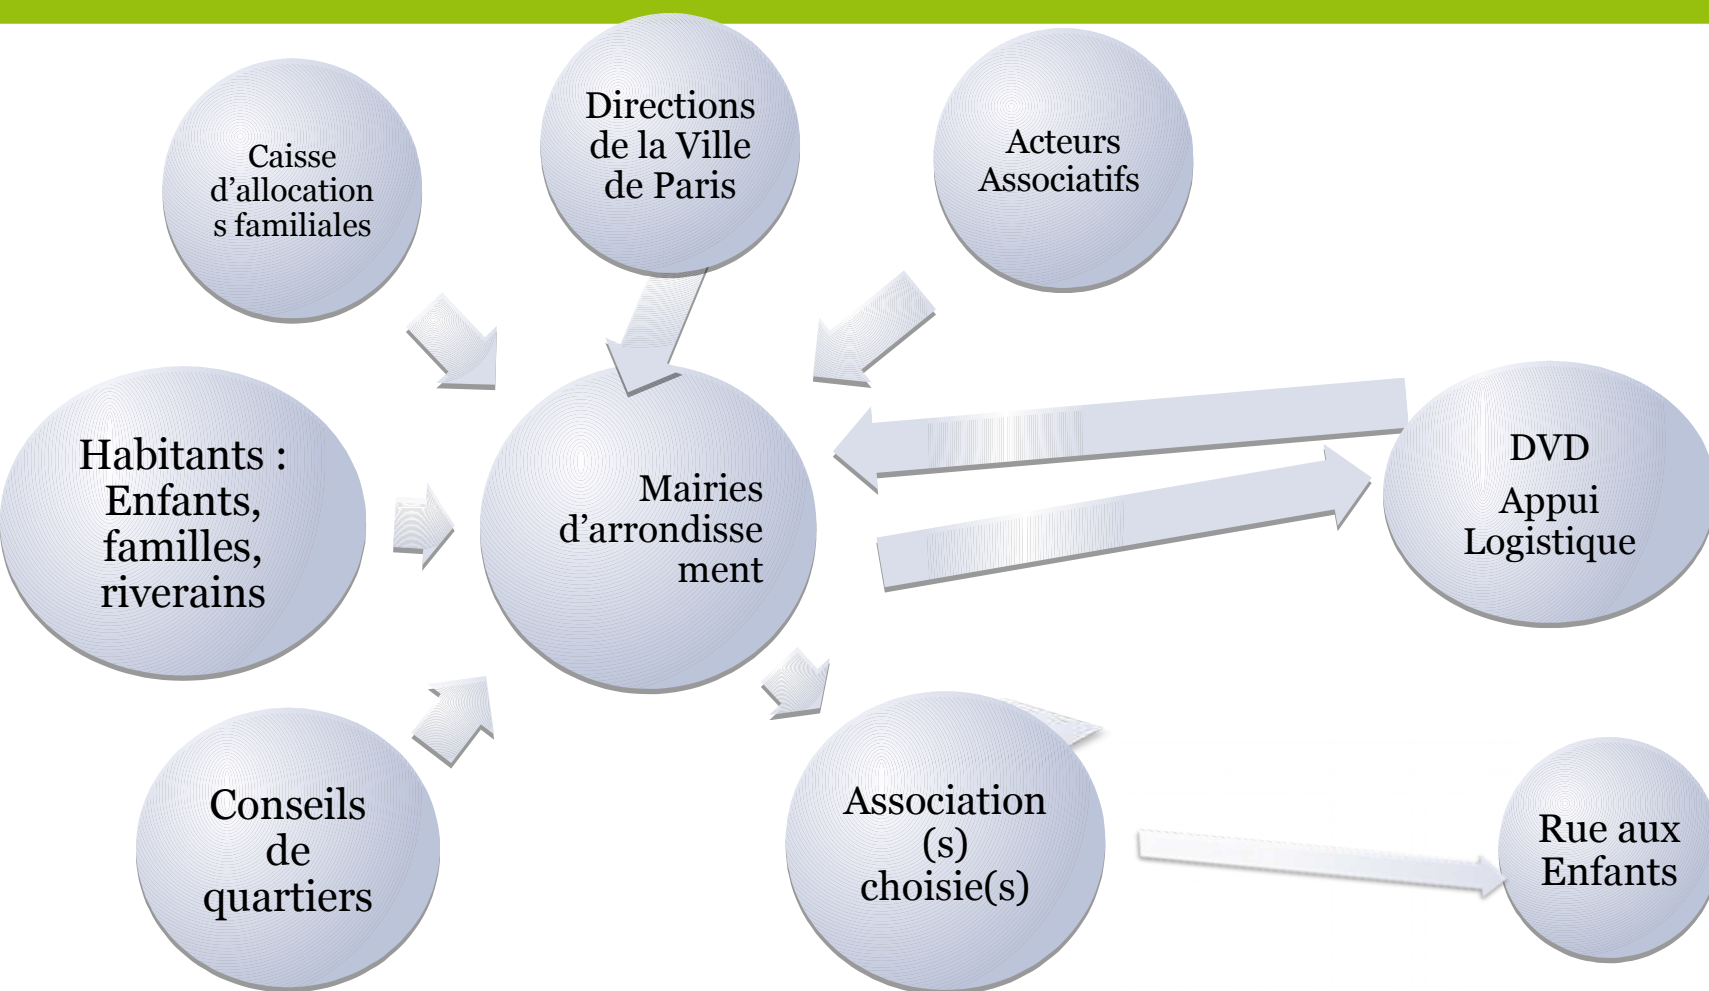 Caisse
d’allocation
s familiales
Directions
de la Ville
de Paris
Acteurs
Associatifs
Habitants :
Enfants,
familles,
riverains
Mairies
d’arrondisse
ment
DVD
Appui
Logistique
Conseils
de
quartiers
Association
(s)
choisie(s)
Rue aux
Enfants